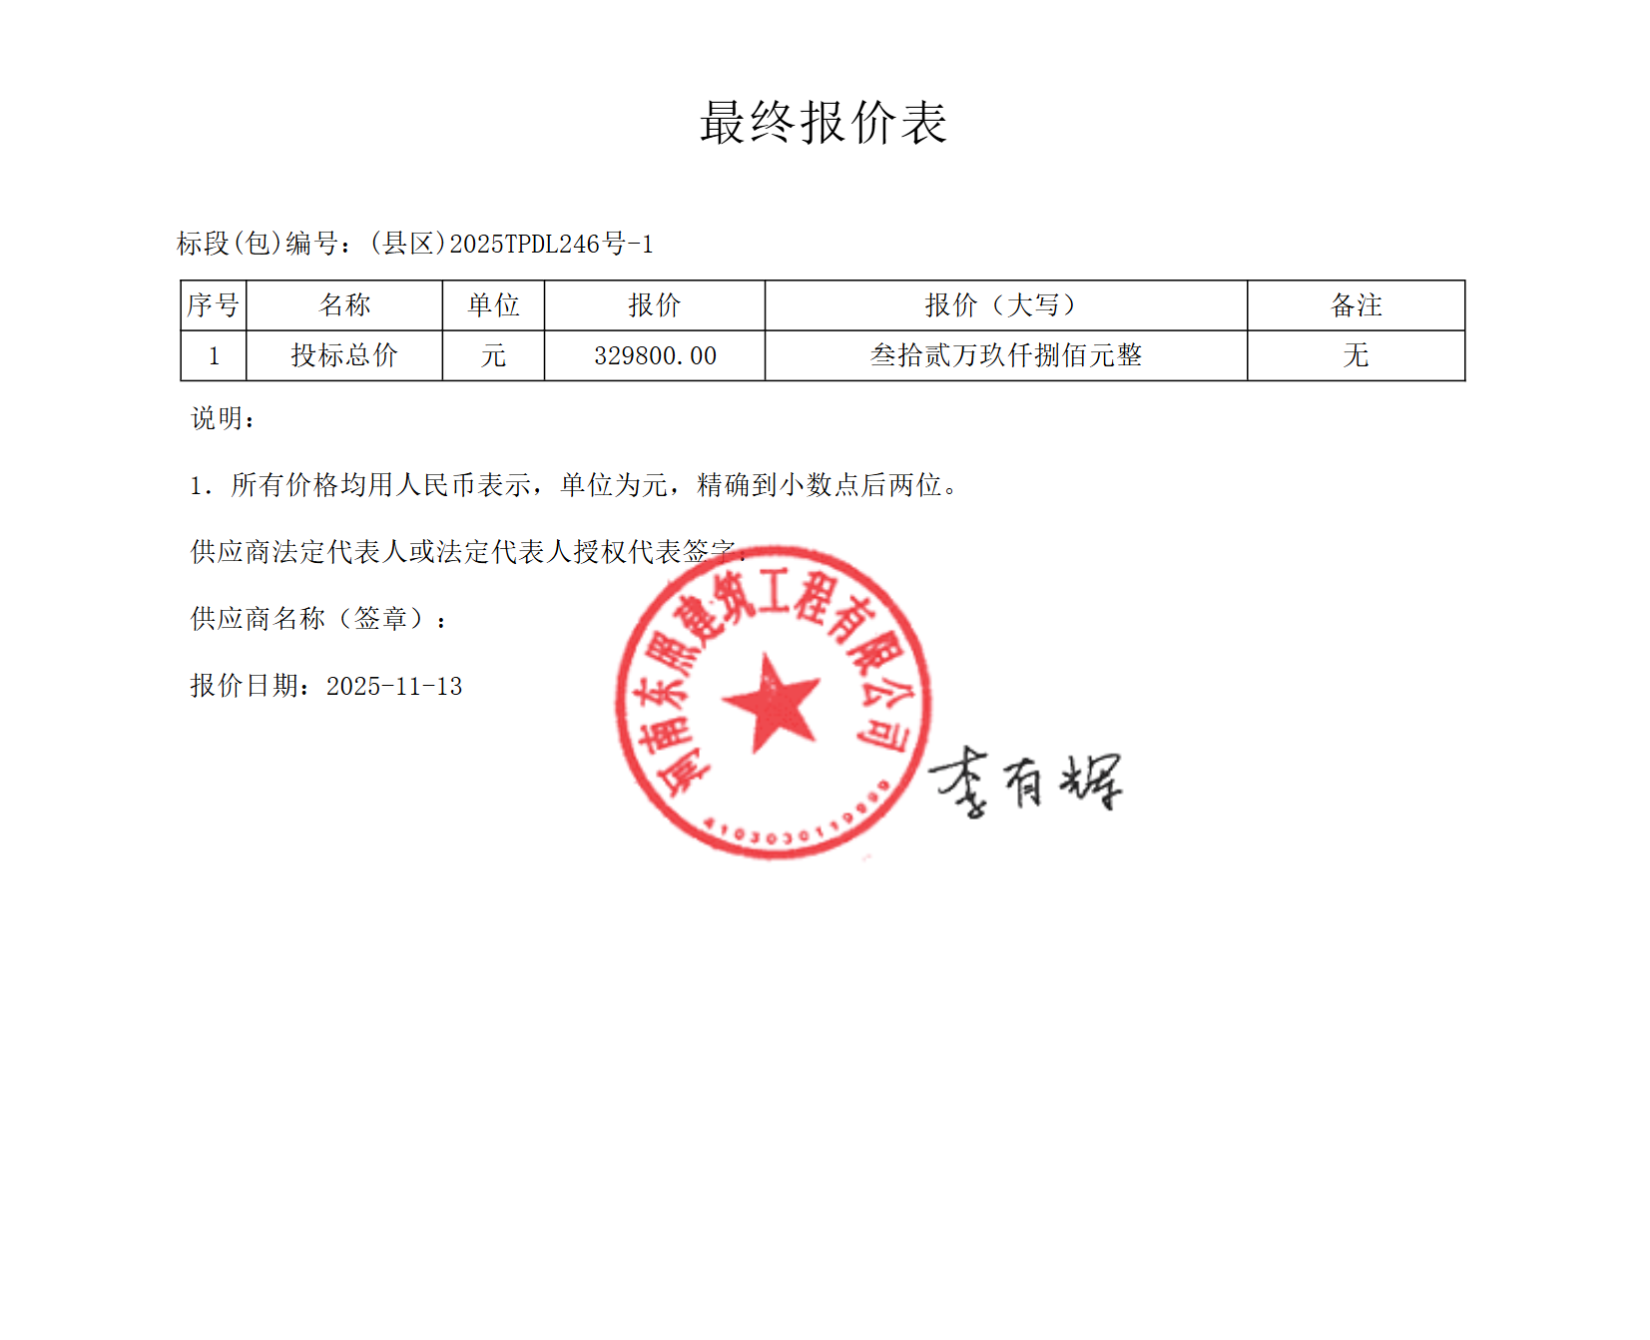 最终报价表
标段(包)编号：(县区)2025TPDL246号-1
序号 名称 单位 报价 报价（大写） 备注
1 投标总价 元 329800.00 叁拾贰万玖仟捌佰元整 无
说明：
1．所有价格均用人民币表示，单位为元，精确到小数点后两位。
供应商法定代表人或法定代表人授权代表签字：
供应商名称（签章）：
报价日期：2025-11-13
河南东照建筑工程有限公司
李有辉